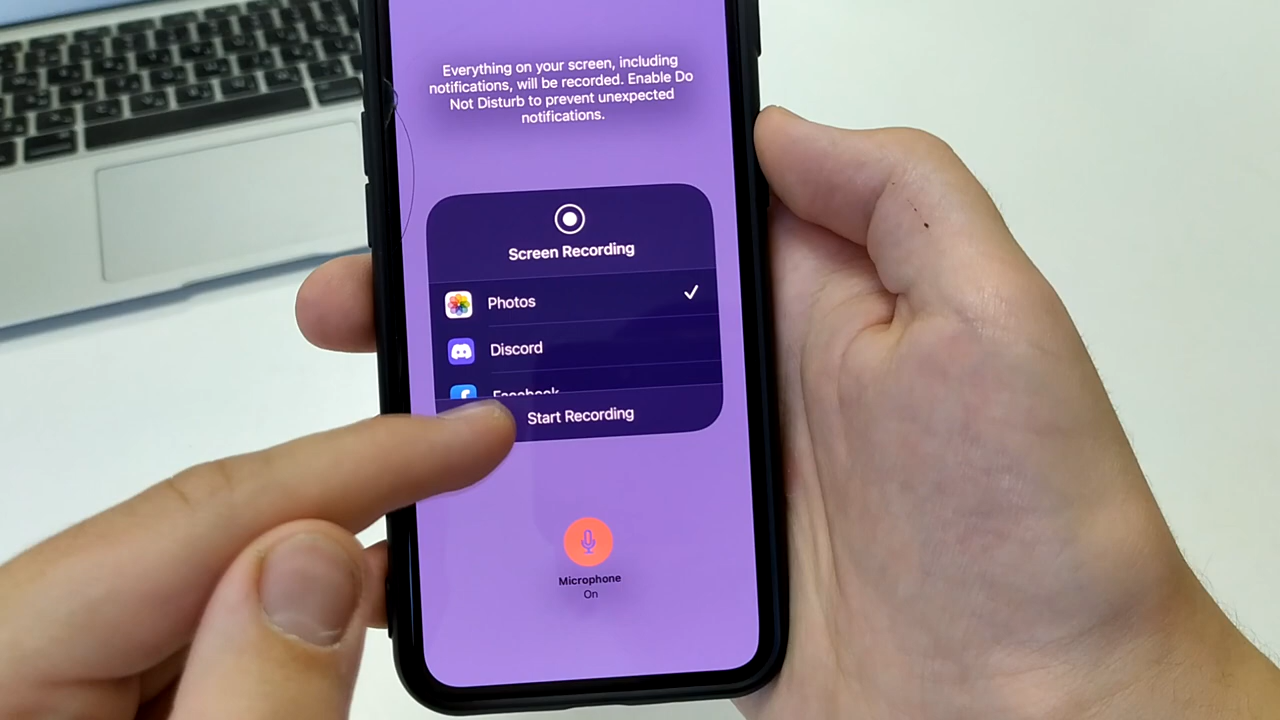 Everything on your screen, including
notifications, will be recorded. Enable Do
Not Disturb to prevent unexpected
notifications.
Screen Recording
Photos
Discord
Facebook
Start Recording
Microphone
On